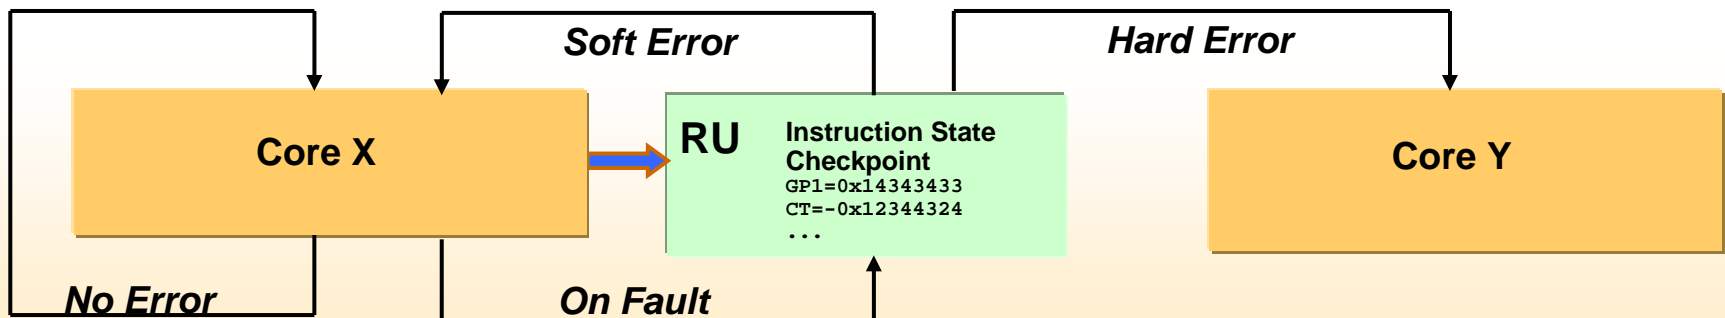 Soft Error
Hard Error
Core X
RU
Instruction State
Checkpoint
GP1=0x14343433
CT=-0x12344324
...
Core Y
No Error
On Fault